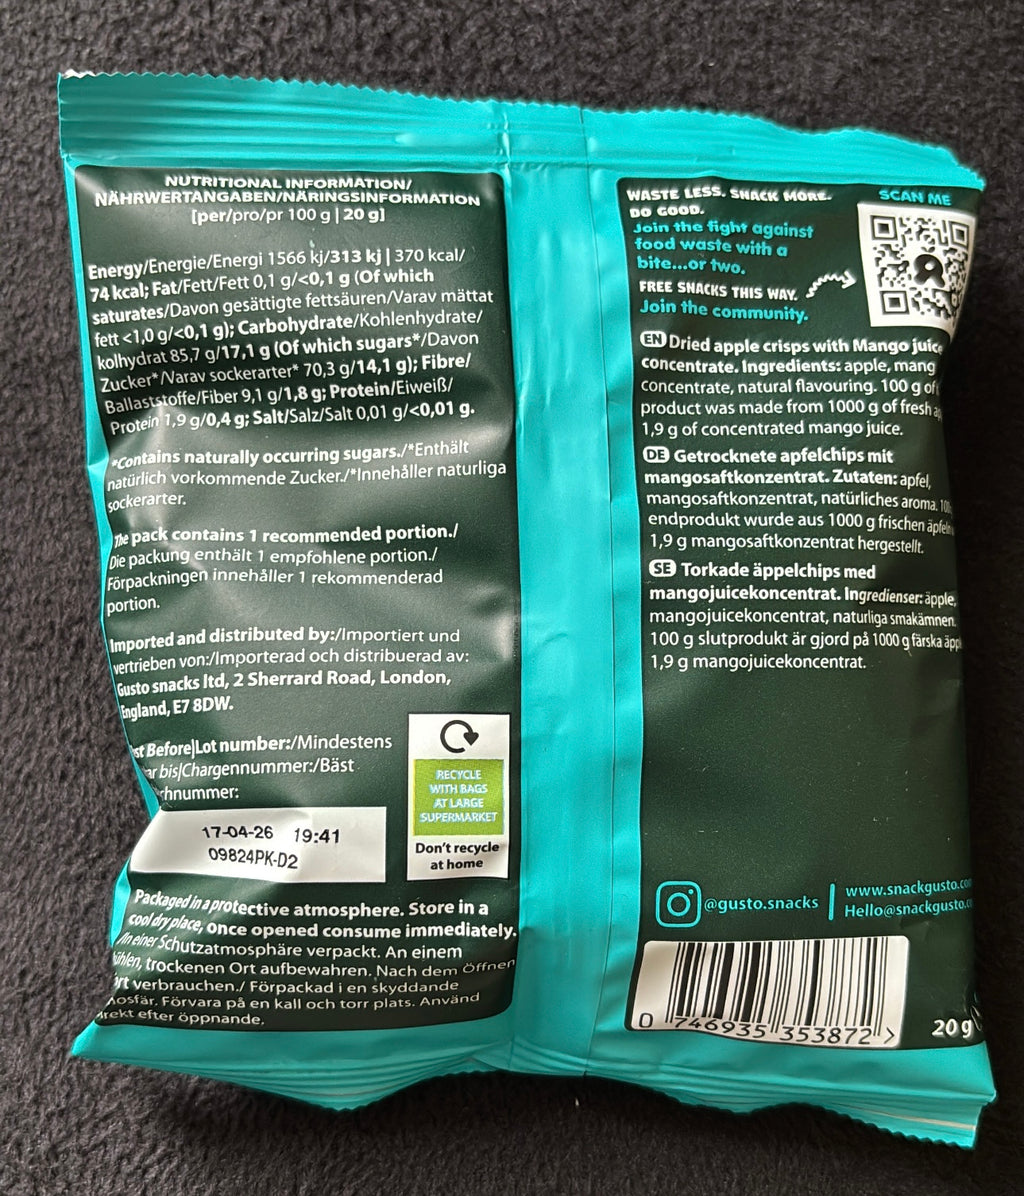 NUTRITIONAL INFORMATION/
NÄHRWERTANGABEN/NÄRINGSINFORMATION
[per/pro/pr 100 g | 20 g]
Energy/Energie/Energi 1566 kj/313 kj | 370 kcal/
74 kcal; Fat/Fett/Fett 0,1 g/<0,1 g (Of which
saturates/Davon gesättigte fettsäuren/Varav mättat
fett <1,0 g/<0,1 g); Carbohydrate/Kohlenhydrate/
kolhydrat 85,7 g/17,1 g (Of which sugars*/Davon
Zucker*/Varav sockerarter* 70,3 g/14,1 g); Fibre/
Ballaststoffe/Fiber 9,1 g/1,8 g; Protein/Eiweiß/
Protein 1,9 g/0,4 g; Salt/Salz/Salt 0,01 g/<0,01 g.
*Contains naturally occurring sugars./*Enthält
natürlich vorkommende Zucker./*Innehåller naturliga
sockerarter.
The pack contains 1 recommended portion./
Die packung enthält 1 empfohlene portion./
Förpackningen innehåller 1 rekommenderad
portion.
Imported and distributed by:/Importiert und
vertrieben von:/Importerad och distribuerad av:
Gusto snacks ltd, 2 Sherrard Road, London,
England, E7 8DW.
Before|Lot number:/Mindestens
bis|Chargennummer:/Bäst
17-04-26 19:41
09824PK-D2
RECYCLE
WITH BAGS
AT LARGE
SUPERMARKET
Don't recycle
at home
Packaged in a protective atmosphere. Store in a
cool dry place, once opened consume immediately.
In einer Schutzatmosphäre verpackt. An einem
trockenen Ort aufbewahren. Nach dem Öffnen
verbrauchen./ Förpackad i en skyddande
Förvara på en kall och torr plats. Använd
efter öppnande.
WASTE LESS. SNACK MORE.
DO GOOD.
Join the fight against
food waste with a
bite...or two.
FREE SNACKS THIS WAY.
Join the community.
SCAN ME
EN Dried apple crisps with Mango juice
concentrate. Ingredients: apple,
concentrate, natural flavouring. 100 g of
product was made from 1000 g of fresh
1,9 g of concentrated mango juice.
DE Getrocknete apfelchips mit
mangosaftkonzentrat. Zutaten: apfel,
mangosaftkonzentrat, natürliches aroma.
endprodukt wurde aus 1000 g frischen
1,9 g mangosaftkonzentrat hergestellt.
SE Torkade äppelchips med
mangojuicekoncentrat. Ingredienser: äpple,
mangojuicekoncentrat, naturliga smakämnen.
100 g slutprodukt är gjord på 1000 g färska
1,9 g mangojuicekoncentrat.
@gusto.snacks
www.snackgusto.
Hello@snackgusto.
0 746935 353872 >
20 g